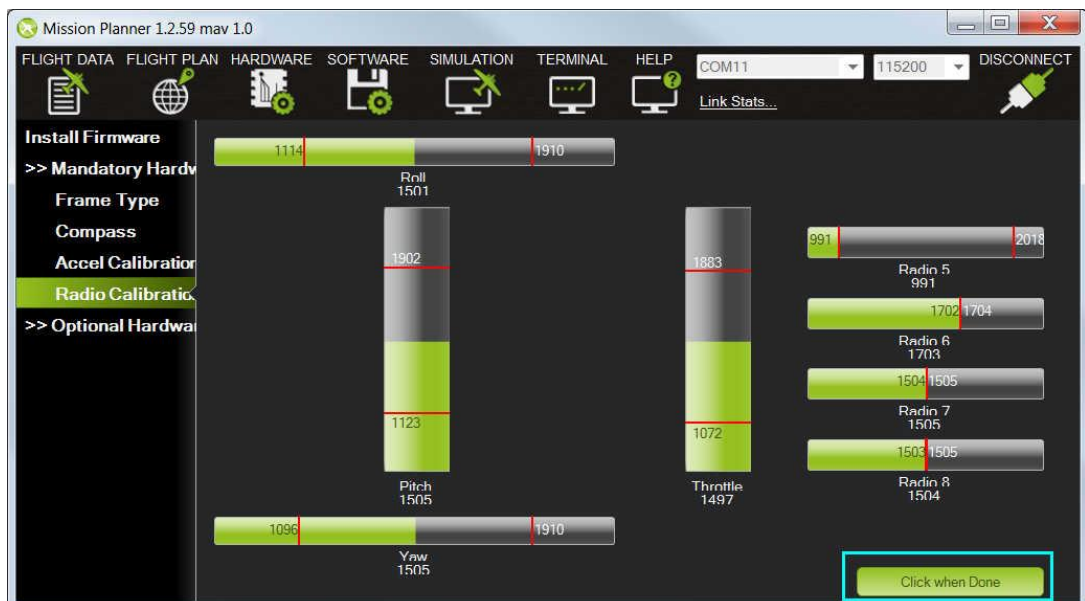 Mission Planner 1.2.59 mav 1.0
FLIGHT DATA FLIGHT PLAN HARDWARE SOFTWARE SIMULATION TERMINAL HELP COM11 115200 DISCONNECT
Link Stats...
Install Firmware
>> Mandatory Hardw
Frame Type
Compass
Accel Calibration
Radio Calibratio
>> Optional Hardwar
1114 1910
Roll
1501
1902
1123
Pitch
1505
1883
1072
Throttle
1497
991 2018
Radio 5
991
1702 1704
Radio 6
1703
1504 1505
Radio 7
1505
1503 1505
Radio 8
1504
1096 1910
Yaw
1505
Click when Done